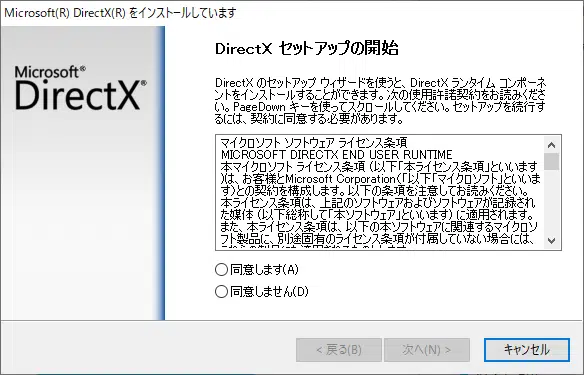 Microsoft(R) DirectX(R) をインストールしています
Microsoft®
DirectX®
DirectX セットアップの開始
DirectX のセットアップ ウィザードを使うと、DirectX ランタイム コンポーネ
ントをインストールすることができます。次の使用許諾契約をお読みくださ
い。PageDown キーを使ってスクロールしてください。セットアップを続行す
るには、契約に同意する必要があります。
マイクロソフト ソフトウェア ライセンス条項
MICROSOFT DIRECTX END USER RUNTIME
本マイクロソフト ライセンス条項 (以下「本ライセンス条項」といいます
)は、お客様とMicrosoft Corporation(「以下「マイクロソフト」といいま
す)との契約を構成します。以下の条項を注意してお読みください。
本ライセンス条項は、上記のソフトウェアおよびソフトウェアが記録され
た媒体 (以下総称して「本ソフトウェア」といいます) に適用されます。
また、本ライセンス条項は、以下の本ソフトウェアに関連するマイクロソ
フト製品に、別途固有のライセンス条項が付属していない場合には、
同意します(A)
同意しません(D)
< 戻る(B)
次へ(N) >
キャンセル